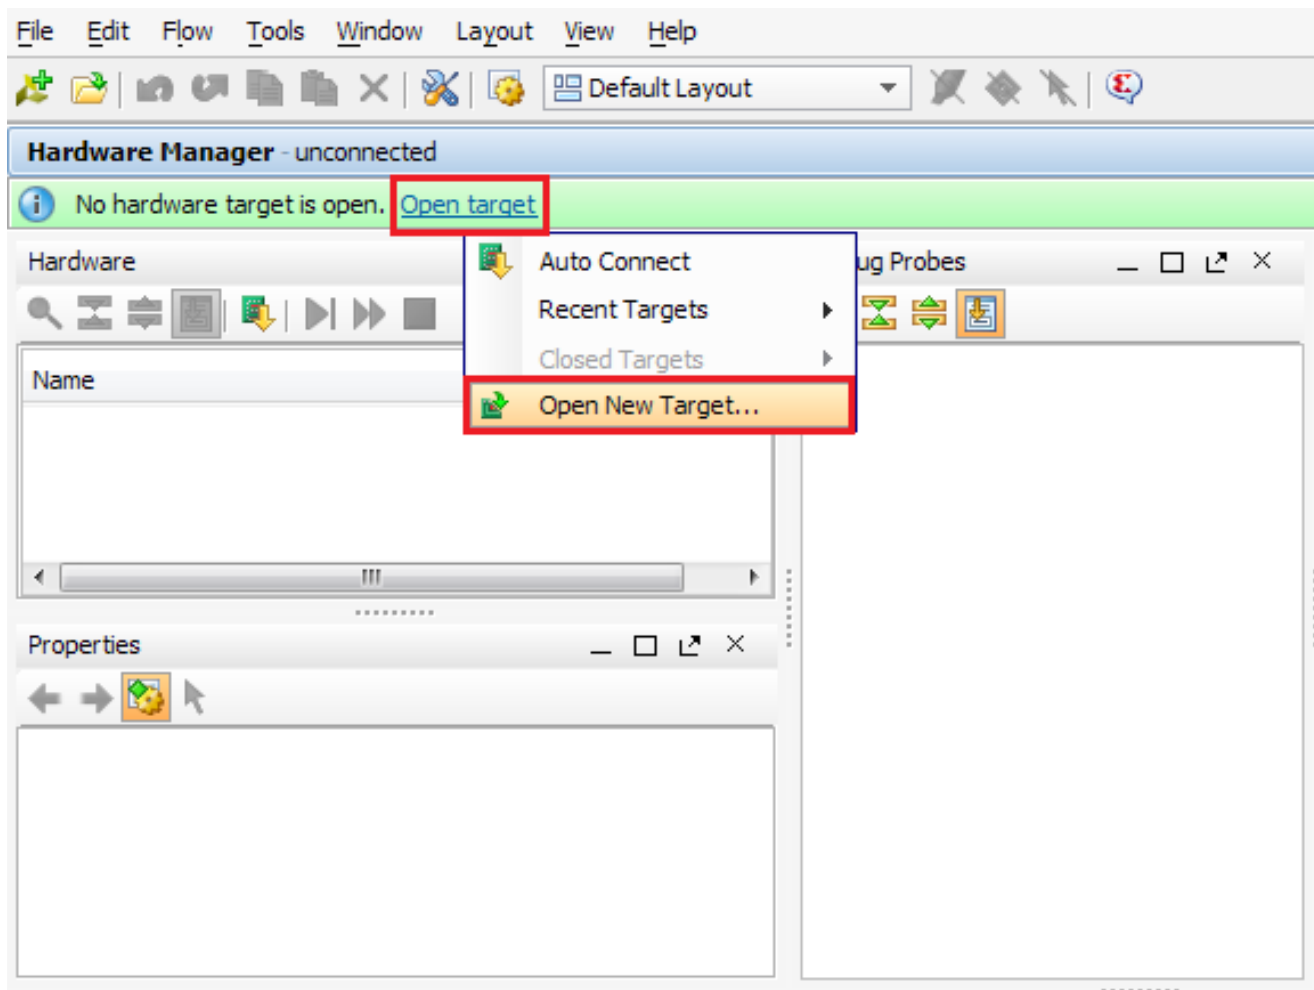 File Edit Flow Tools Window Layout View Help
Default Layout
Hardware Manager - unconnected
No hardware target is open. Open target
Hardware
Auto Connect
ug Probes
Recent Targets
Closed Targets
Name
Open New Target...
Properties